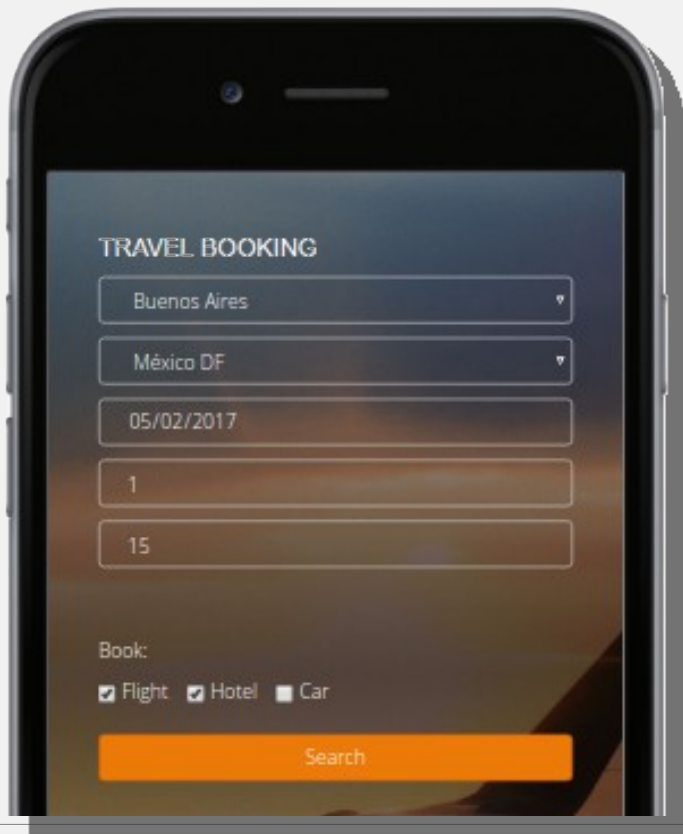 TRAVEL BOOKING
Buenos Aires
México DF
05/02/2017
1
15
Book:
Flight Hotel Car
Search